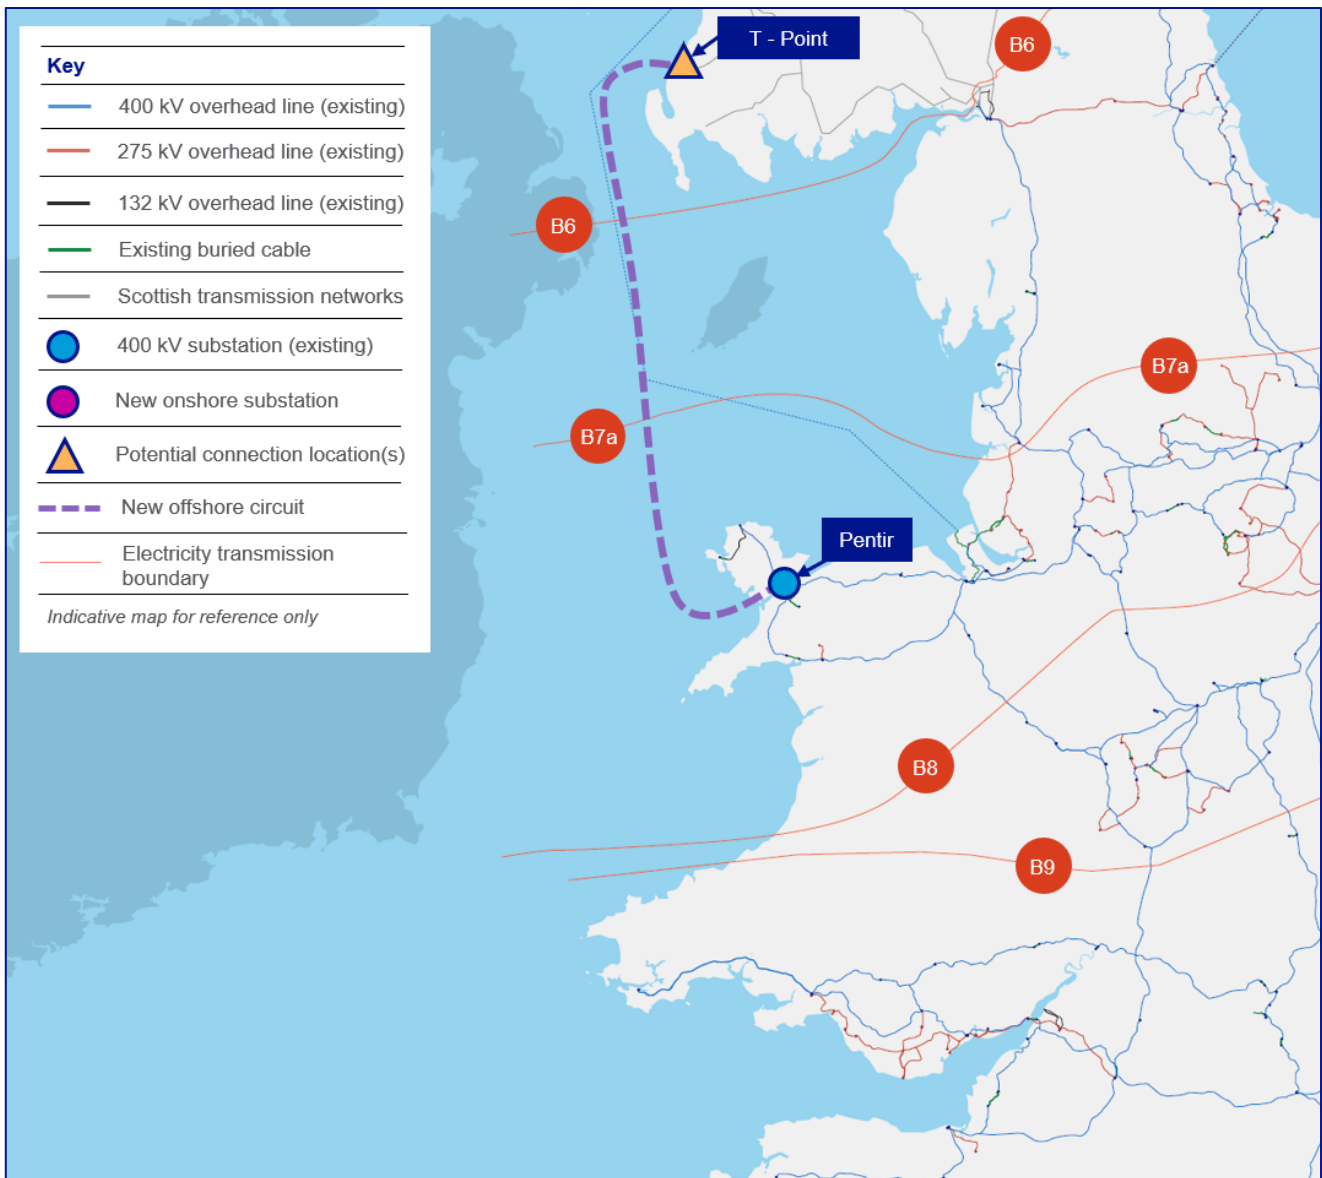 Key
400 kV overhead line (existing)
275 kV overhead line (existing)
132 kV overhead line (existing)
Existing buried cable
Scottish transmission networks
400 kV substation (existing)
New onshore substation
Potential connection location(s)
New offshore circuit
Electricity transmission
boundary
Indicative map for reference only
T - Point
B6
B6
B7a
B7a
Pentir
B8
B9